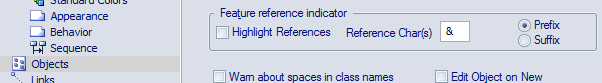 Standard Colors
Appearance
Behavior
Sequence
Objects
Links
Feature reference indicator
Highlight References Reference Char(s) & Prefix
Suffix
Warn about spaces in class names Edit Object on New